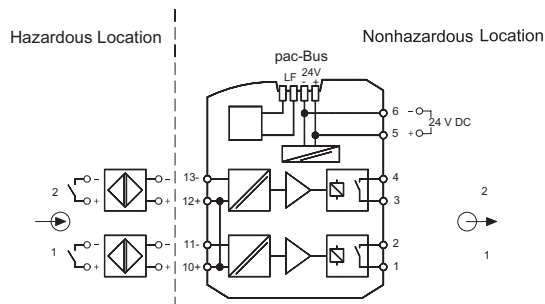 Hazardous Location
Nonhazardous Location
pac-Bus
LF 24V
- +
6 -
24 V DC
5 +
13- 4
2 - - +
+ - +
12+ 3
2
11- 2
1 - - -
+ + +
10+ 1
1